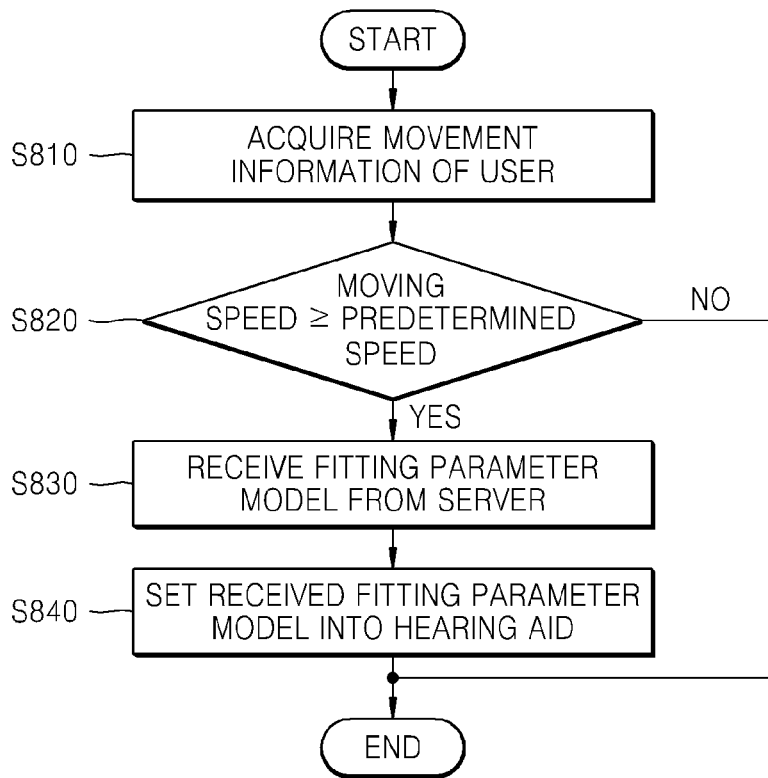 START
S810
ACQUIRE MOVEMENT
INFORMATION OF USER
S820
MOVING
SPEED ≥ PREDETERMINED
SPEED
NO
YES
S830
RECEIVE FITTING PARAMETER
MODEL FROM SERVER
S840
SET RECEIVED FITTING PARAMETER
MODEL INTO HEARING AID
END